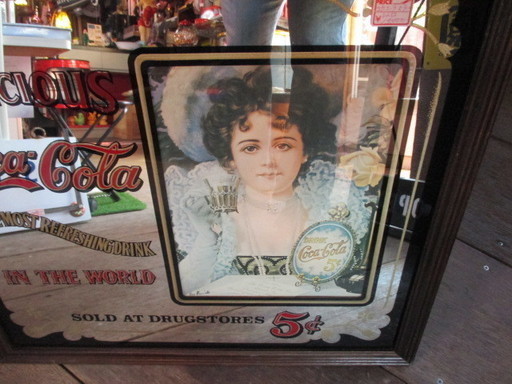 CIOUS
Coca-Cola
MOST REFRESHING DRINK
IN THE WORLD
SOLD AT DRUGSTORES 5¢
Coca-Cola
5¢